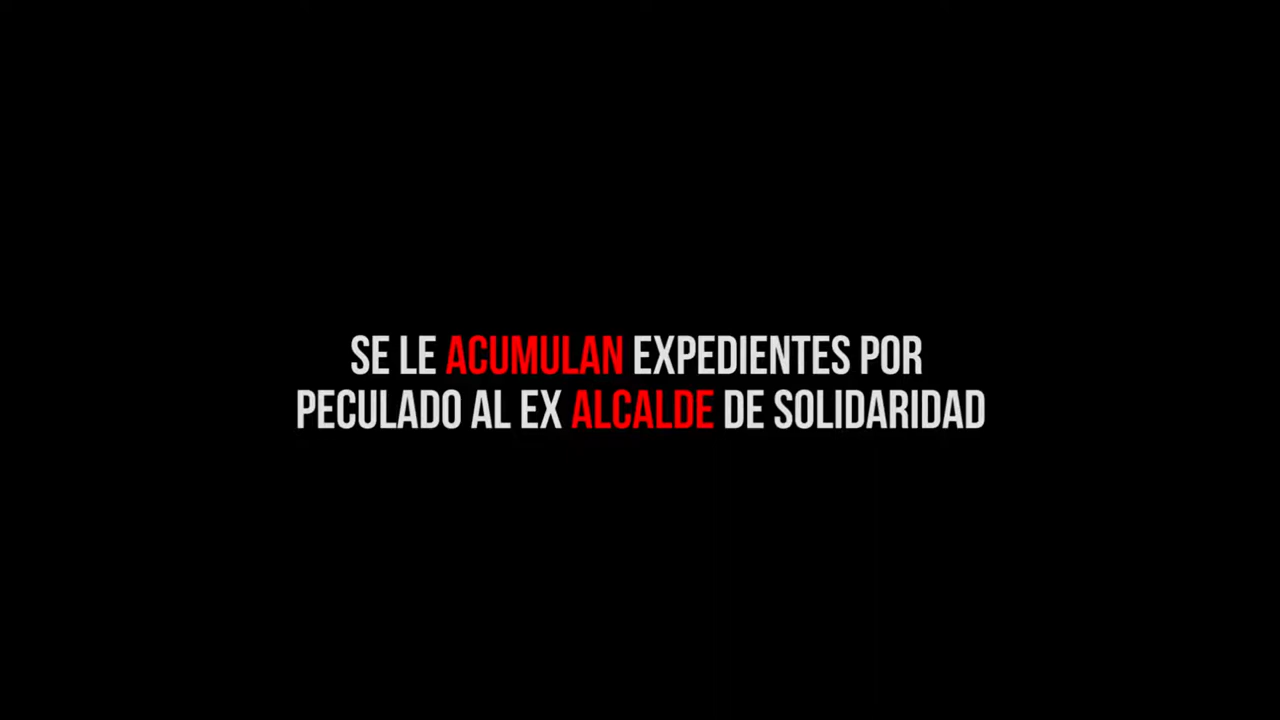 SE LE ACUMULAN EXPEDIENTES POR
PECULADO AL EX ALCALDE DE SOLIDARIDAD